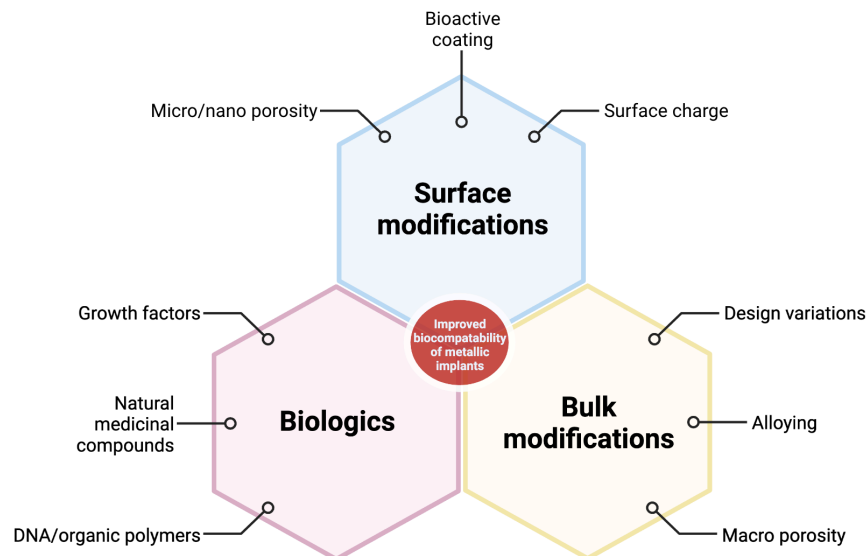 Bioactive
coating
Micro/nano porosity
Surface charge
Surface
modifications
Growth factors
Improved
biocompatability
of metallic
implants
Design variations
Natural
medicinal
compounds
Biologics
Bulk
modifications
Alloying
DNA/organic polymers
Macro porosity